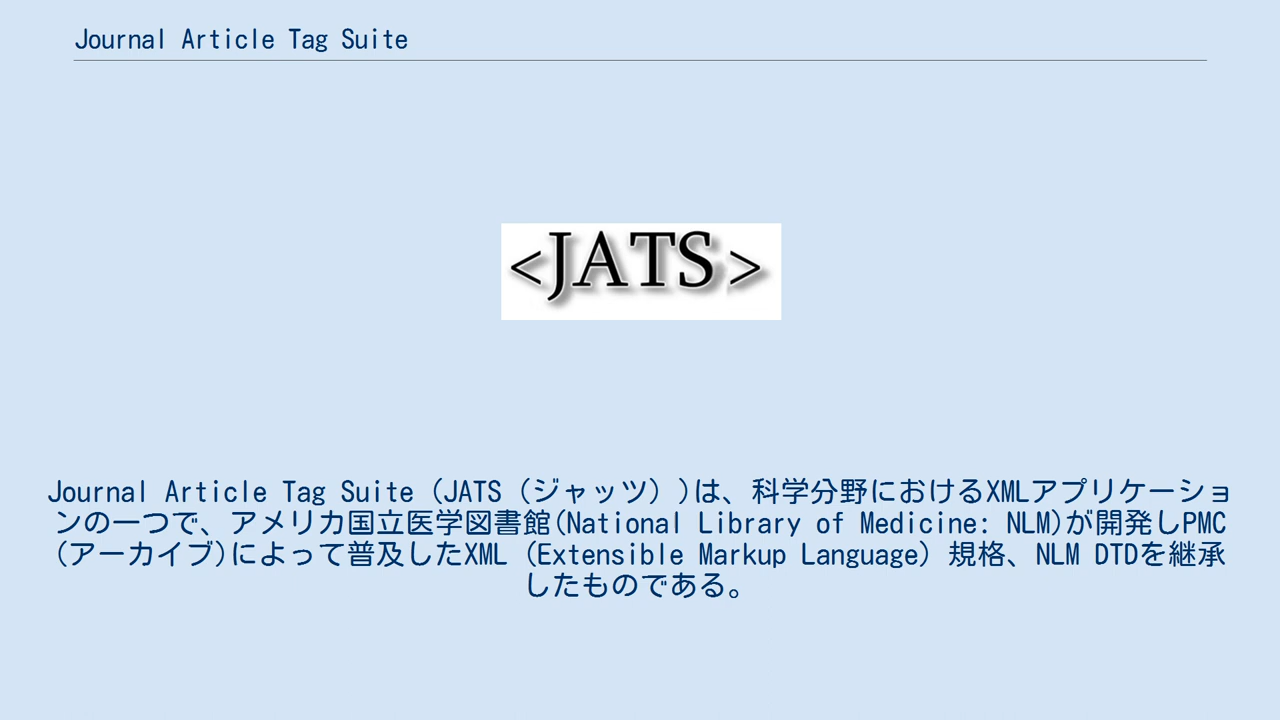 Journal Article Tag Suite
<JATS>
Journal Article Tag Suite (JATS (ジャッツ) )は、科学分野におけるXMLアプリケーショ
ンの一つで、アメリカ国立医学図書館(National Library of Medicine: NLM)が開発しPMC
(アーカイブ)によって普及したXML (Extensible Markup Language) 規格、NLM DTDを継承
したものである。